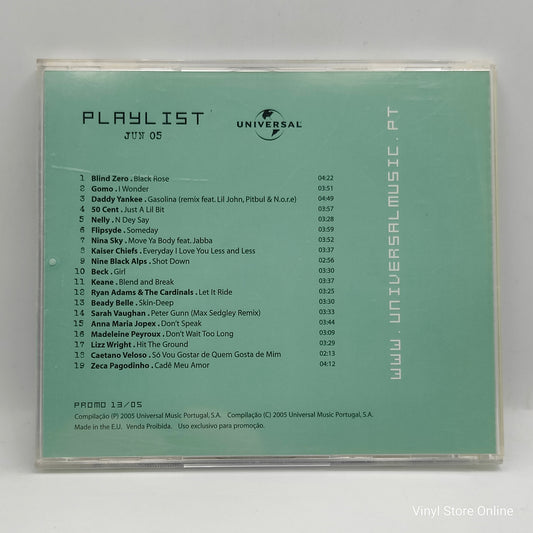 PLAYLIST
JUN 05
UNIVERSAL
WWW.UNIVERSALMUSIC.PT
1 Blind Zero . Black Rose 04:22
2 Gomo . I Wonder 03:51
3 Daddy Yankee . Gasolina (remix feat. Lil John, Pitbul & N.o.r.e) 04:49
4 50 Cent . Just A Lil Bit 03:57
5 Nelly . N Dey Say 03:28
6 Flipsyde . Someday 03:59
7 Nina Sky . Move Ya Body feat. Jabba 03:52
8 Kaiser Chiefs . Everyday I Love You Less and Less 03:37
9 Nine Black Alps . Shot Down 02:56
10 Beck . Girl 03:30
11 Keane . Blend and Break 03:31
12 Ryan Adams & The Cardinals . Let It Ride 03:25
13 Beady Belle . Skin-Deep 03:30
14 Sarah Vaughan . Peter Gunn (Max Sedgley Remix) 03:33
15 Anna Maria Jopex . Don't Speak 03:44
16 Madeleine Peyroux . Don't Wait Too Long 03:09
17 Lizz Wright . Hit The Ground 03:29
18 Caetano Veloso . Só Vou Gostar de Quem Gosta de Mim 02:13
19 Zeca Pagodinho . Cadê Meu Amor 04:12
PROMO 13/05
Compilação (P) 2005 Universal Music Portugal, S.A. Compilação (C) 2005 Universal Music Portugal, S.A.
Made in the E.U. Venda Proibida. Uso exclusivo para promoção.
Vinyl Store Online